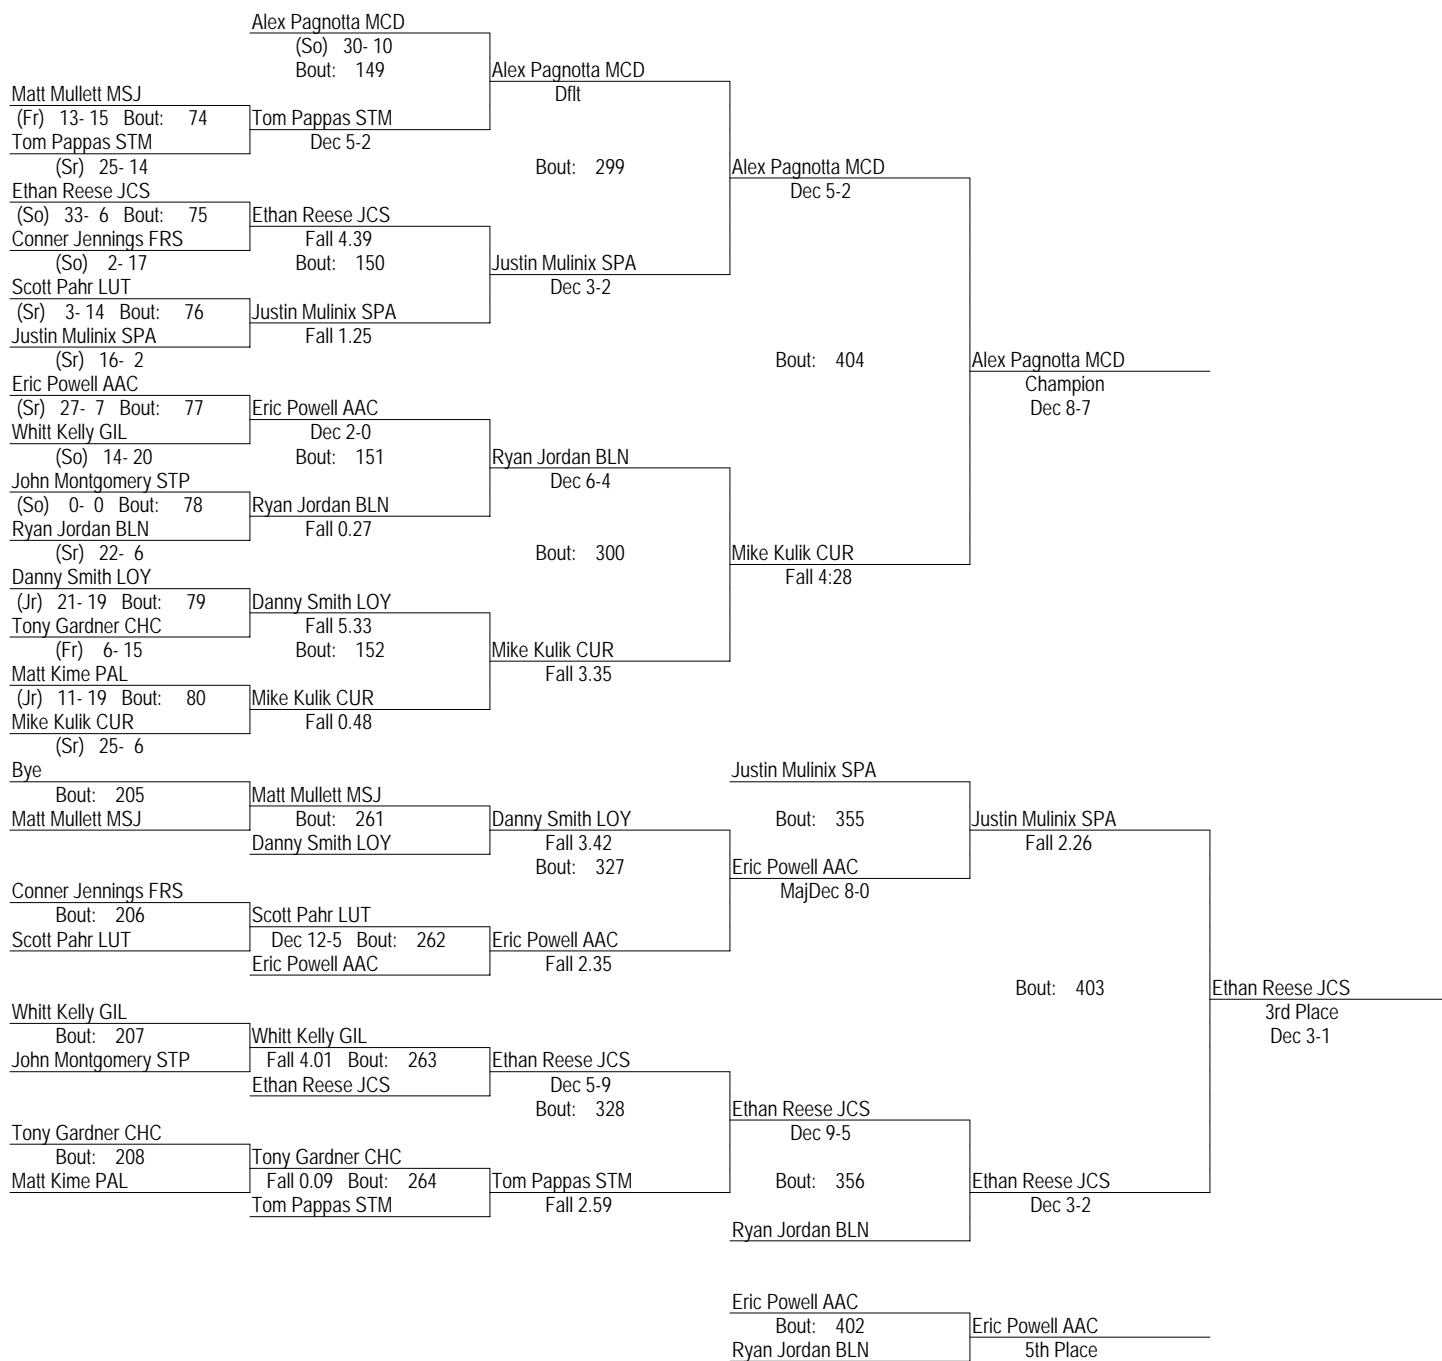 Alex Pagnotta MCD
(So) 30- 10
Bout: 149
Alex Pagnotta MCD
Dflt
Matt Mullett MSJ
(Fr) 13- 15 Bout: 74
Tom Pappas STM
Tom Pappas STM
Dec 5-2
(Sr) 25- 14
Bout: 299
Alex Pagnotta MCD
Dec 5-2
Ethan Reese JCS
(So) 33- 6 Bout: 75
Ethan Reese JCS
Conner Jennings FRS
Fall 4.39
(So) 2- 17
Bout: 150
Justin Mulinix SPA
Dec 3-2
Scott Pahr LUT
(Sr) 3- 14 Bout: 76
Justin Mulinix SPA
Justin Mulinix SPA
Fall 1.25
(Sr) 16- 2
Bout: 404
Alex Pagnotta MCD
Champion
Dec 8-7
Eric Powell AAC
(Sr) 27- 7 Bout: 77
Eric Powell AAC
Whitt Kelly GIL
Dec 2-0
(So) 14- 20
Bout: 151
Ryan Jordan BLN
Dec 6-4
John Montgomery STP
(So) 0- 0 Bout: 78
Ryan Jordan BLN
Ryan Jordan BLN
Fall 0.27
(Sr) 22- 6
Bout: 300
Mike Kulik CUR
Fall 4:28
Danny Smith LOY
(Jr) 21- 19 Bout: 79
Danny Smith LOY
Tony Gardner CHC
Fall 5.33
(Fr) 6- 15
Bout: 152
Mike Kulik CUR
Fall 3.35
Matt Kime PAL
(Jr) 11- 19 Bout: 80
Mike Kulik CUR
Mike Kulik CUR
Fall 0.48
(Sr) 25- 6
Bye
Justin Mulinix SPA
Bout: 205
Matt Mullett MSJ
Matt Mullett MSJ
Bout: 261
Danny Smith LOY
Bout: 355
Justin Mulinix SPA
Danny Smith LOY
Fall 3.42
Fall 2.26
Bout: 327
Eric Powell AAC
MajDec 8-0
Conner Jennings FRS
Bout: 206
Scott Pahr LUT
Scott Pahr LUT
Dec 12-5 Bout: 262
Eric Powell AAC
Eric Powell AAC
Fall 2.35
Bout: 403
Ethan Reese JCS
3rd Place
Dec 3-1
Whitt Kelly GIL
Bout: 207
Whitt Kelly GIL
John Montgomery STP
Fall 4.01 Bout: 263
Ethan Reese JCS
Ethan Reese JCS
Dec 5-9
Bout: 328
Ethan Reese JCS
Dec 9-5
Tony Gardner CHC
Bout: 208
Tony Gardner CHC
Matt Kime PAL
Fall 0.09 Bout: 264
Tom Pappas STM
Bout: 356
Ethan Reese JCS
Tom Pappas STM
Fall 2.59
Dec 3-2
Ryan Jordan BLN
Eric Powell AAC
Bout: 402
Eric Powell AAC
Ryan Jordan BLN
5th Place